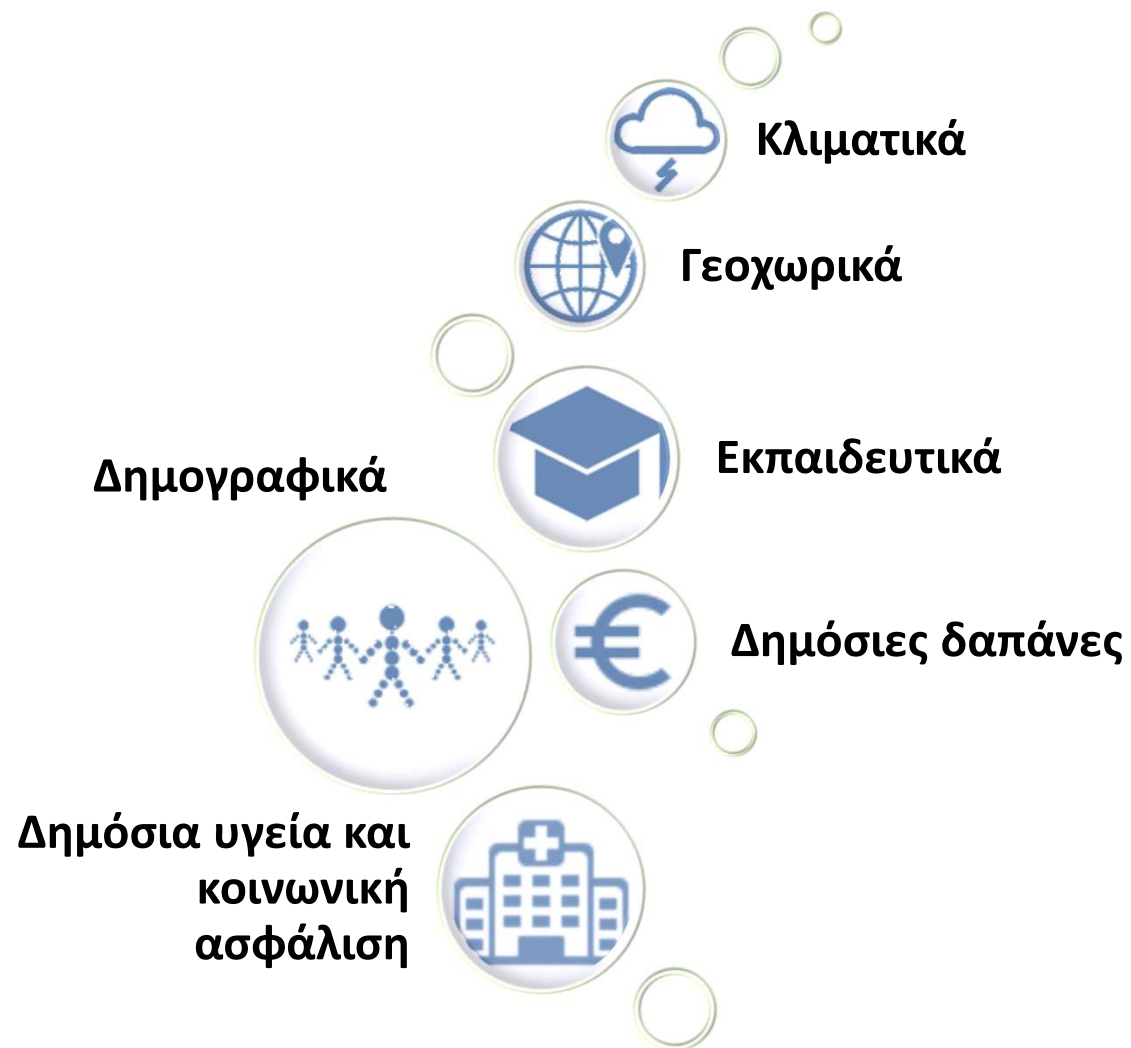 Κλιματικά
Γεοχωρικά
Εκπαιδευτικά
Δημογραφικά
Δημόσιες δαπάνες
Δημόσια υγεία και
κοινωνική
ασφάλιση